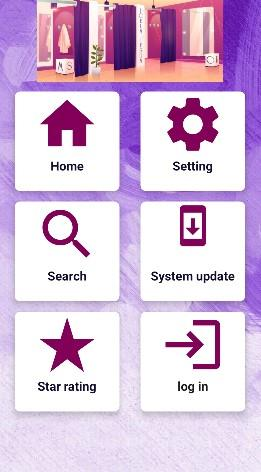 Home
Setting
Search
System update
Star rating
log in